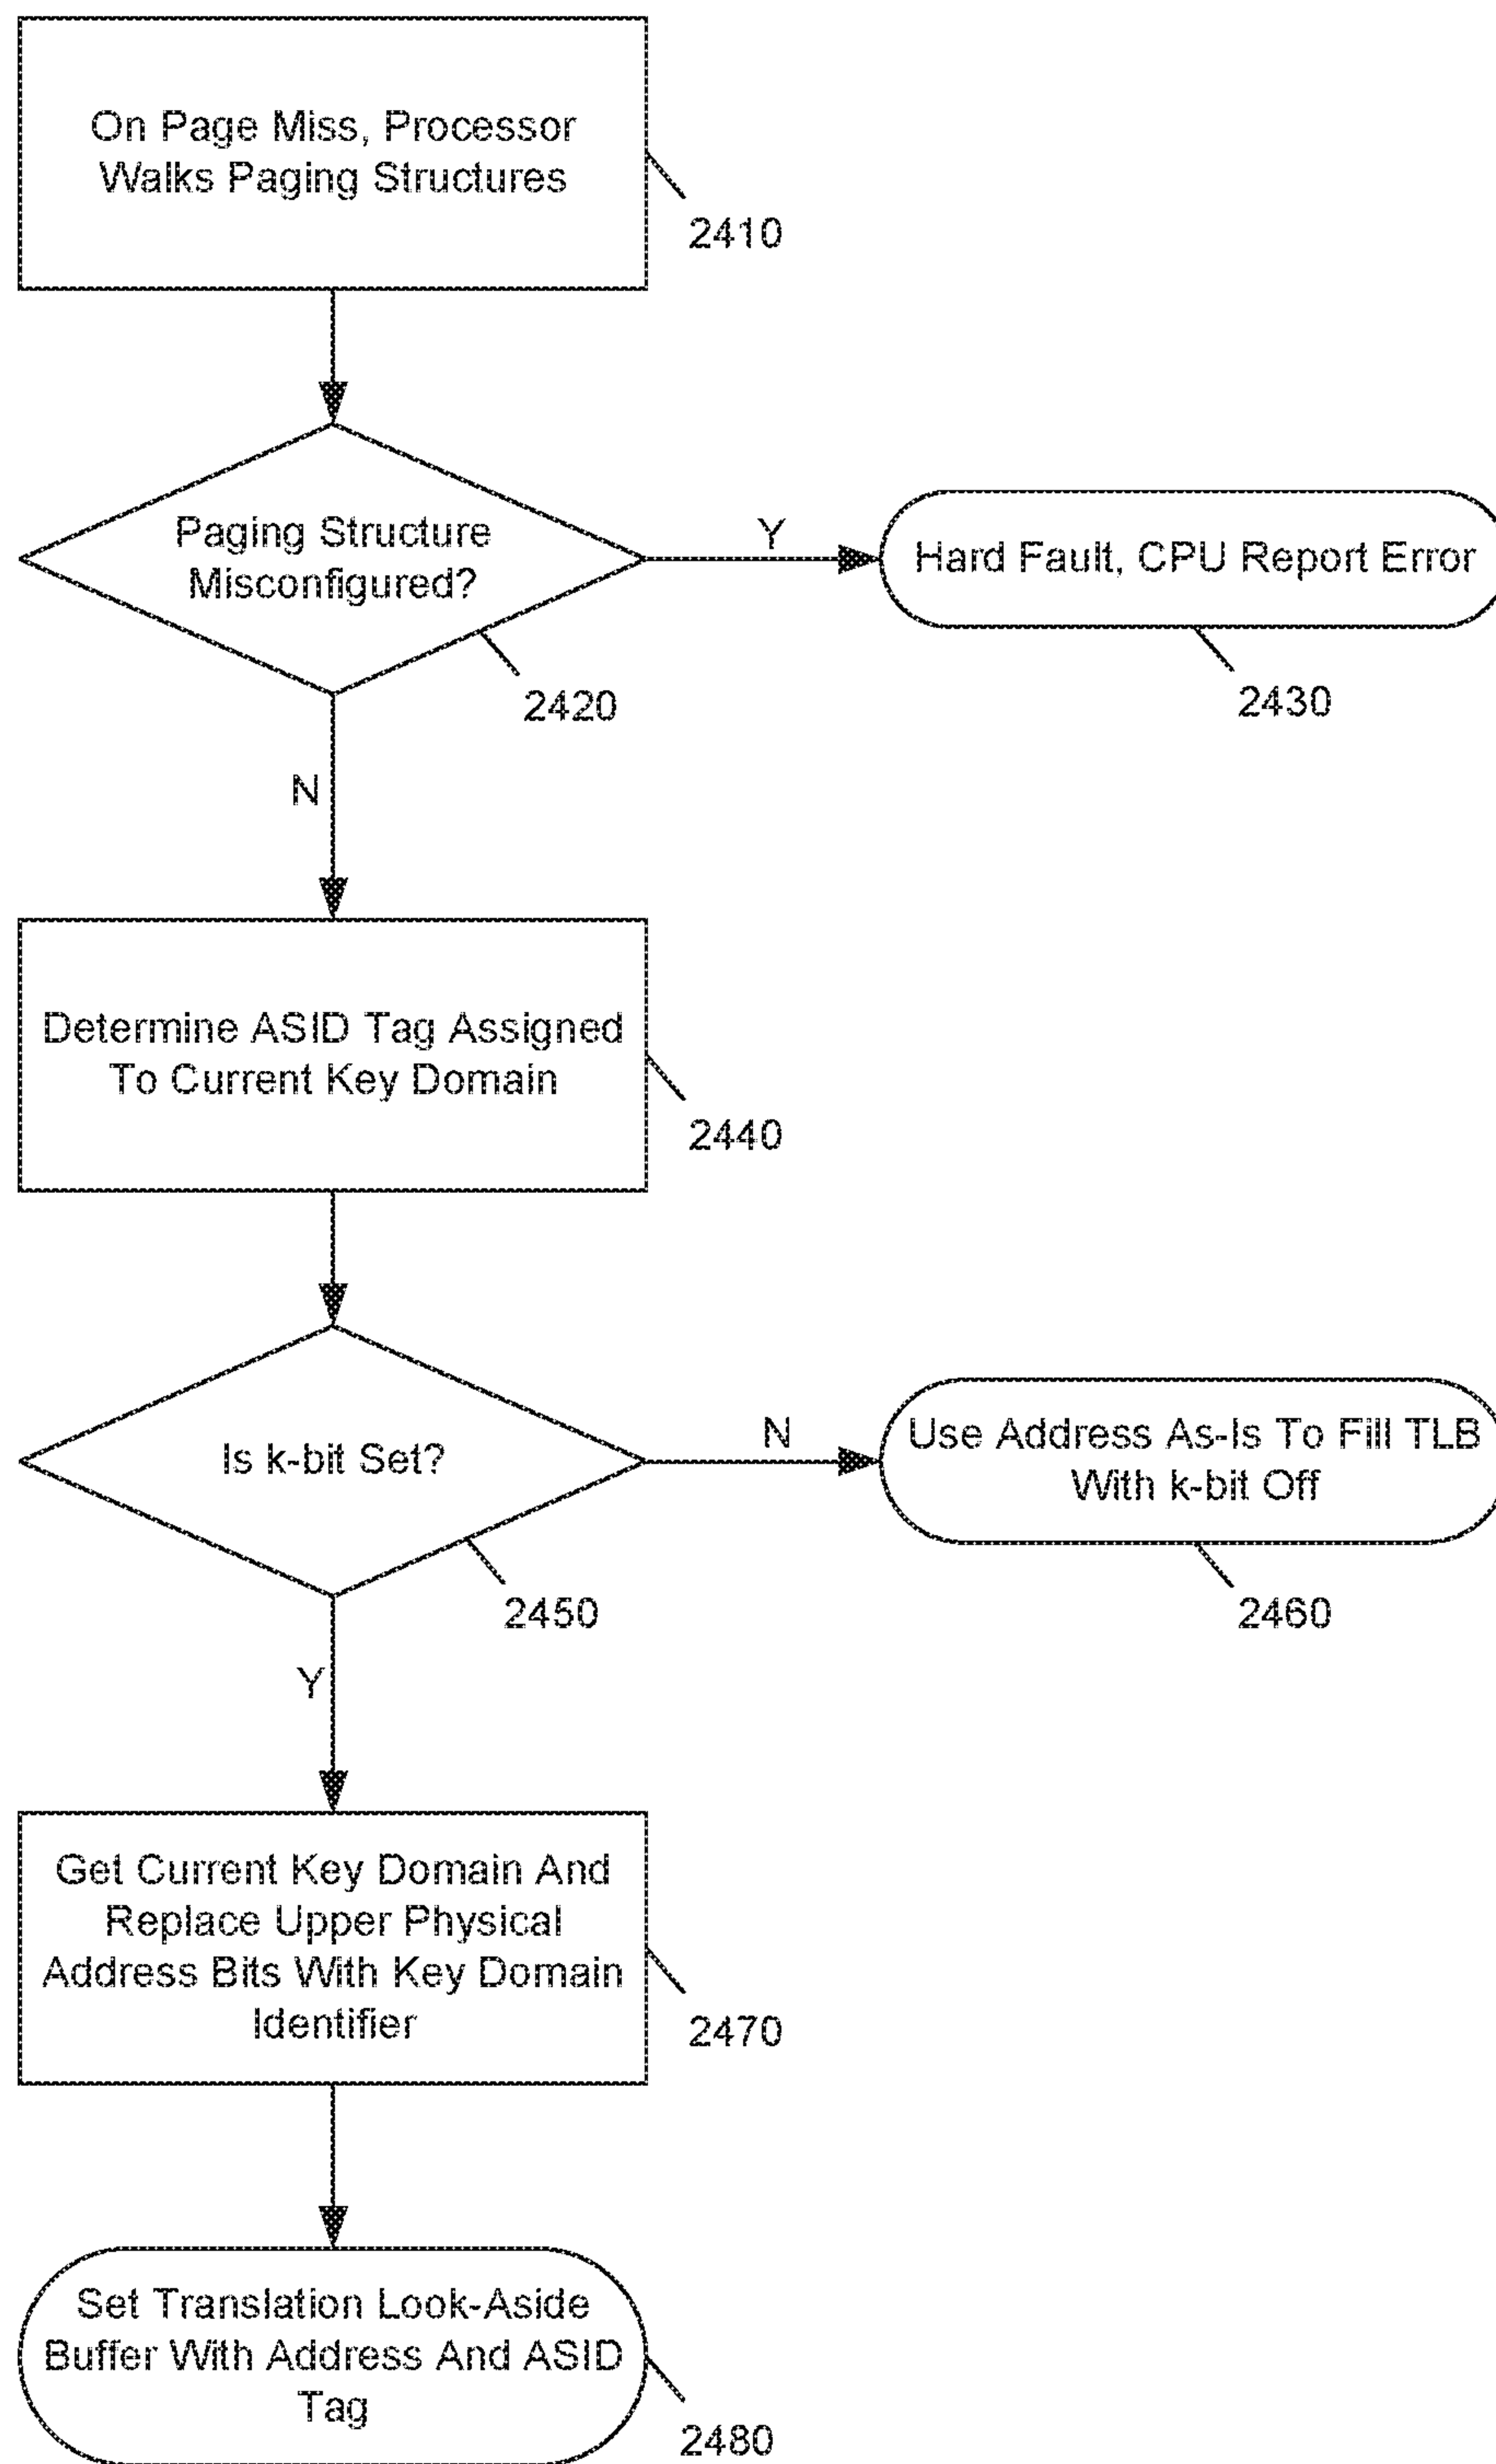 On Page Miss, Processor
Walks Paging Structures
2410
Paging Structure
Misconfigured?
2420
Y
Hard Fault, CPU Report Error
2430
N
Determine ASID Tag Assigned
To Current Key Domain
2440
Is k-bit Set?
2450
N
Use Address As-Is To Fill TLB
With k-bit Off
2460
Y
Get Current Key Domain And
Replace Upper Physical
Address Bits With Key Domain
Identifier
2470
Set Translation Look-Aside
Buffer With Address And ASID
Tag
2480